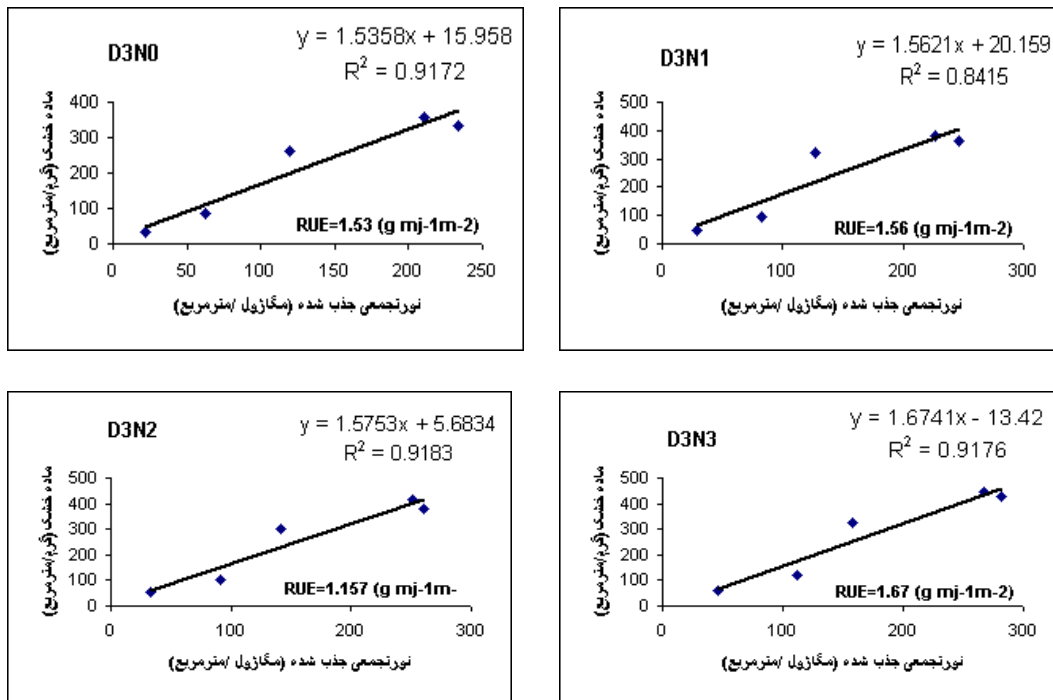 D3N0
y = 1.5358x + 15.958
R² = 0.9172
ماده خشک (گرم/مترمربع)
400
300
200
100
0
RUE=1.53 (g mj-1m-2)
0 50 100 150 200 250
نورتجمعی جذب شده (مگاژول /مترمربع)
D3N1
y = 1.5621x + 20.159
R² = 0.8415
ماده خشک (گرم/مترمربع)
500
400
300
200
100
0
RUE=1.56 (g mj-1m-2)
0 100 200 300
نورتجمعی جذب شده (مگاژول /مترمربع)
D3N2
y = 1.5753x + 5.6834
R² = 0.9183
ماده خشک (گرم/مترمربع)
500
400
300
200
100
0
RUE=1.157 (g mj-1m-
0 100 200 300
نورتجمعی جذب شده (مگاژول /مترمربع)
D3N3
y = 1.6741x - 13.42
R² = 0.9176
ماده خشک (گرم/مترمربع)
500
400
300
200
100
0
RUE=1.67 (g mj-1m-2)
0 100 200 300
نورتجمعی جذب شده (مگاژول /مترمربع)